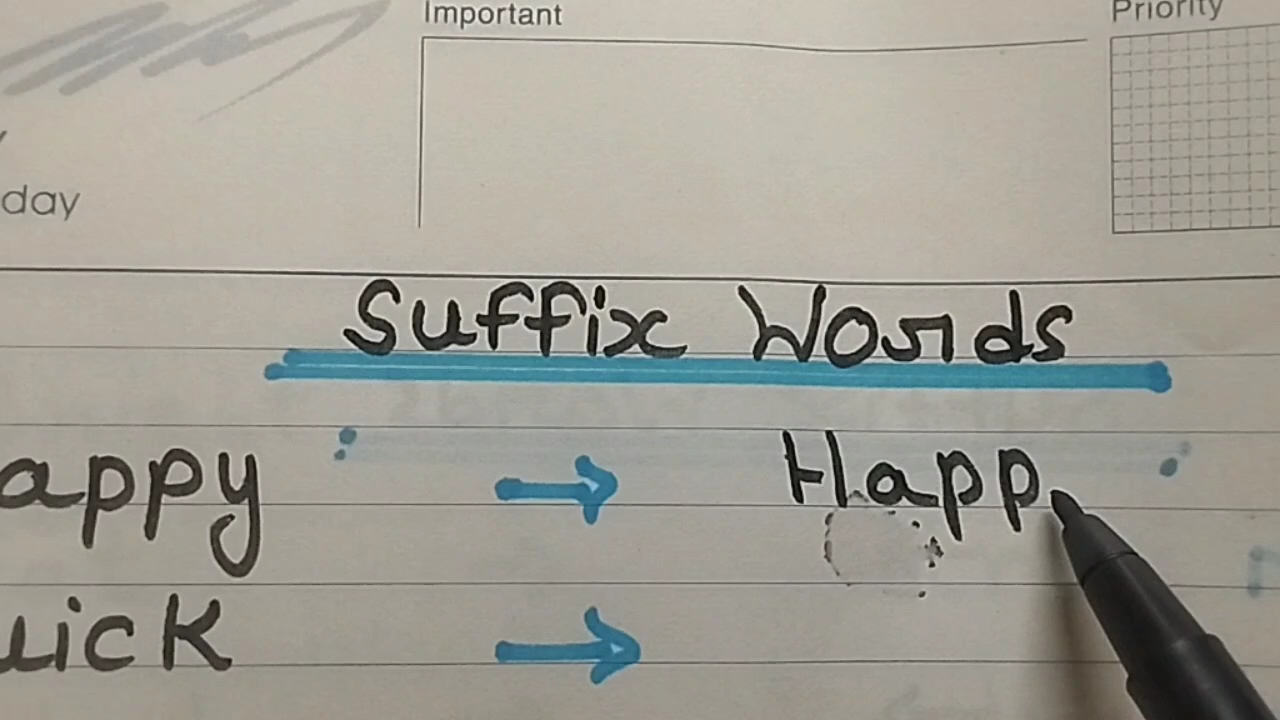 Important Priority
day
Suffix Words
appy → Happ
uick →